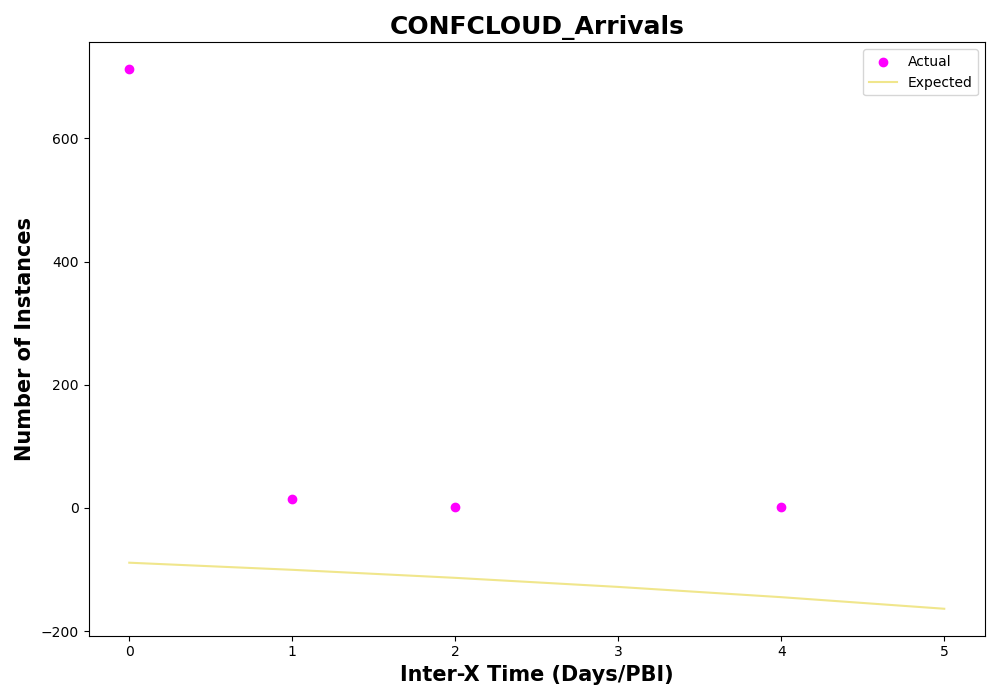 CONFCLOUD_Arrivals
Actual
Expected
Number of Instances
600
400
200
0
−200
0 1 2 3 4 5
Inter-X Time (Days/PBI)